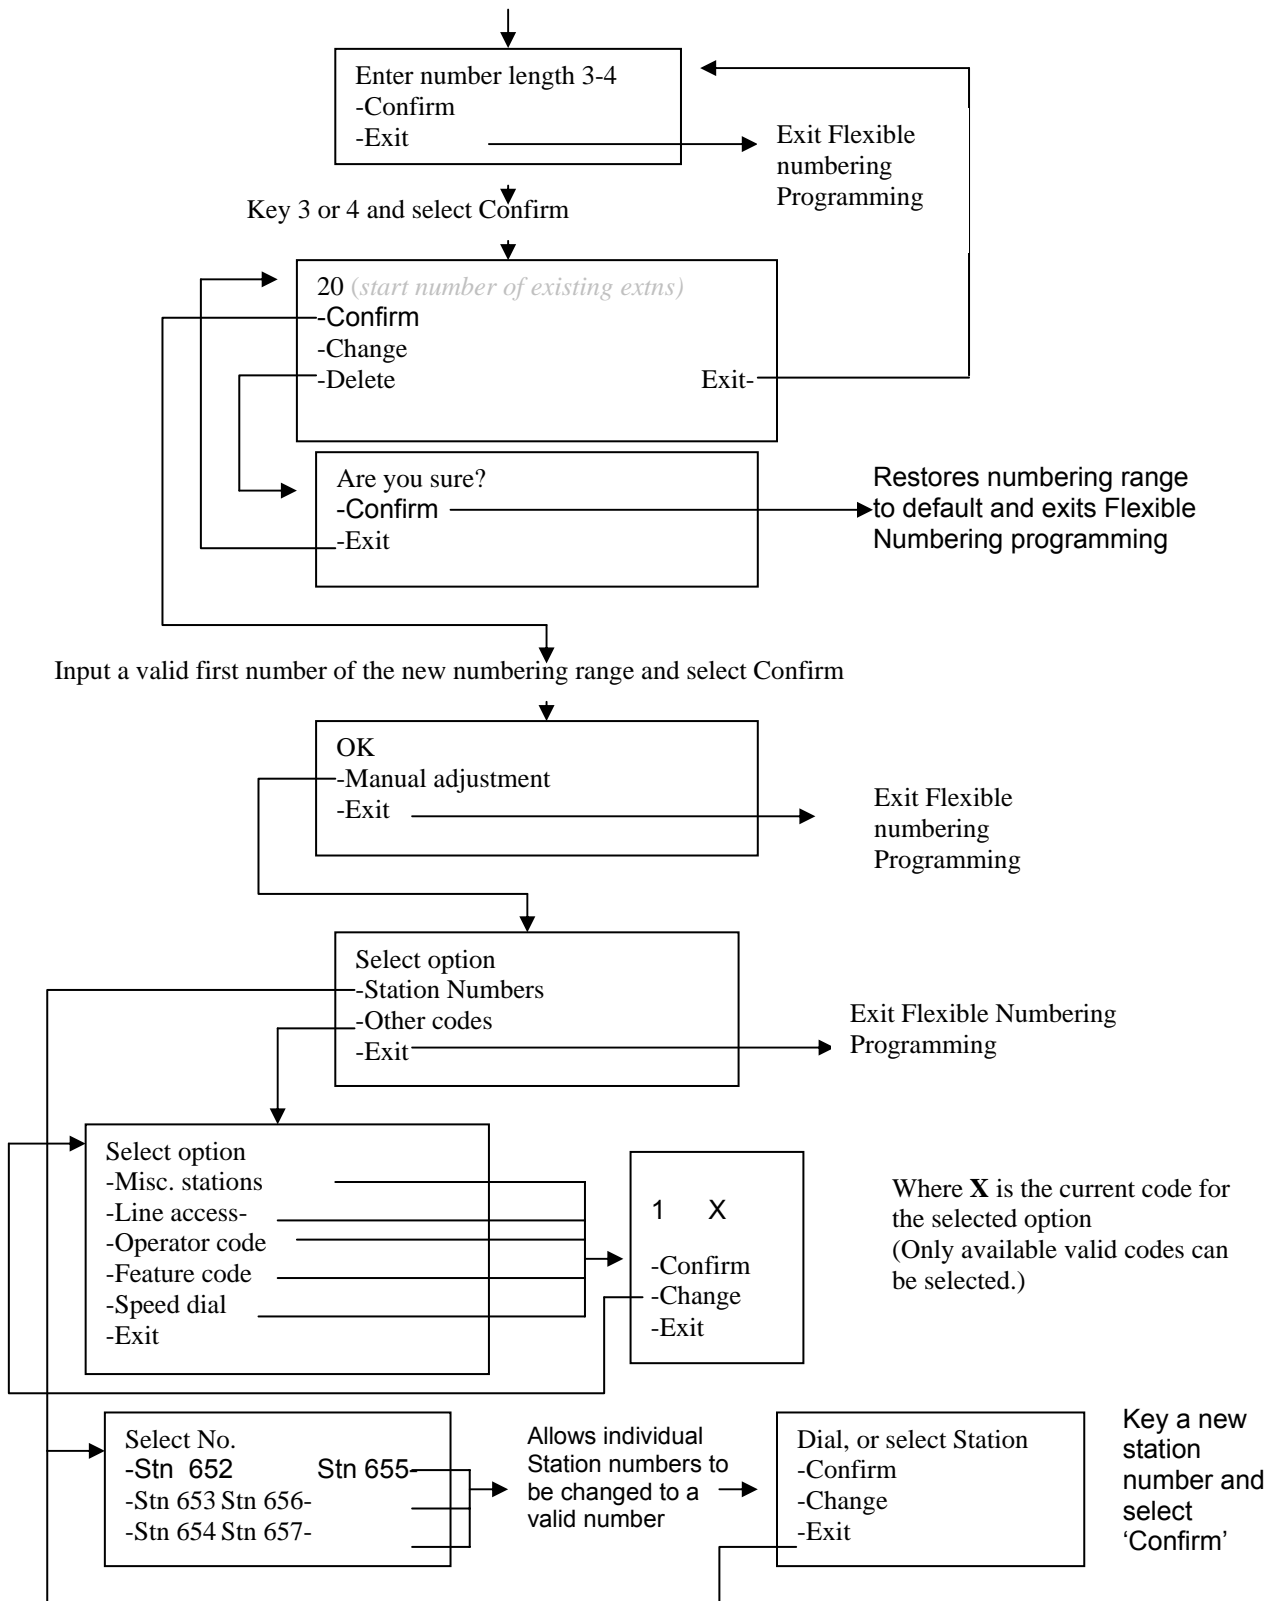 Enter number length 3-4
-Confirm
-Exit
Exit Flexible
numbering
Programming
Key 3 or 4 and select Confirm
20 (start number of existing extns)
-Confirm
-Change
-Delete Exit-
Are you sure?
-Confirm
-Exit
Restores numbering range
to default and exits Flexible
Numbering programming
Input a valid first number of the new numbering range and select Confirm
OK
-Manual adjustment
-Exit
Exit Flexible
numbering
Programming
Select option
-Station Numbers
-Other codes
-Exit
Exit Flexible Numbering
Programming
Select option
-Misc. stations
-Line access-
-Operator code
-Feature code
-Speed dial
-Exit
1 X
-Confirm
-Change
-Exit
Where X is the current code for
the selected option
(Only available valid codes can
be selected.)
Select No.
-Stn 652 Stn 655-
-Stn 653 Stn 656-
-Stn 654 Stn 657-
Allows individual
Station numbers to
be changed to a
valid number
Dial, or select Station
-Confirm
-Change
-Exit
Key a new
station
number and
select
‘Confirm’